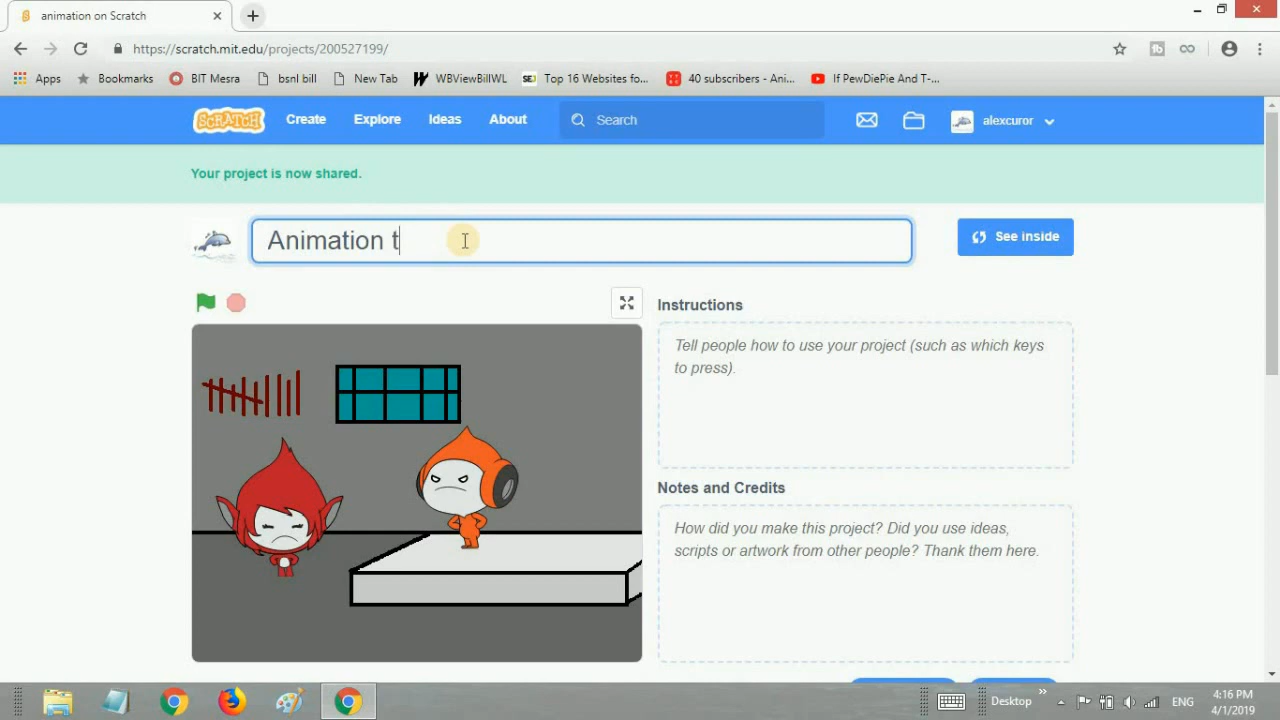 animation on Scratch
https://scratch.mit.edu/projects/200527199/
Apps Bookmarks BIT Mesra bsnl bill New Tab WBViewBillWL Top 16 Websites fo... 40 subscribers - Ani... If PewDiePie And T-...
SCRATCH Create Explore Ideas About Search alexcuror
Your project is now shared.
Animation t
See inside
Instructions
Tell people how to use your project (such as which keys
to press).
Notes and Credits
How did you make this project? Did you use ideas,
scripts or artwork from other people? Thank them here.
Desktop
ENG
4:16 PM
4/1/2019